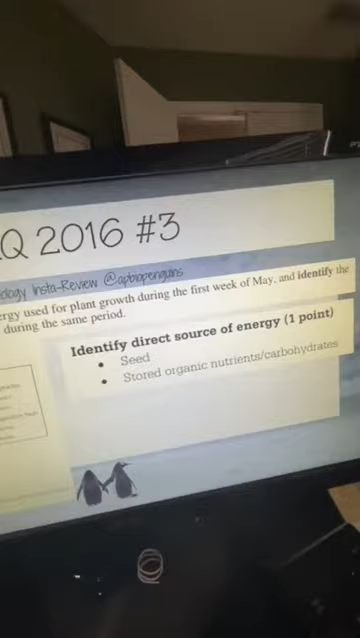 Q 2016 #3
ology Insta-Review @apbiopenguins
ergy used for plant growth during the first week of May, and identify the
during the same period.
Identify direct source of energy (1 point)
• Seed
• Stored organic nutrients/carbohydrates